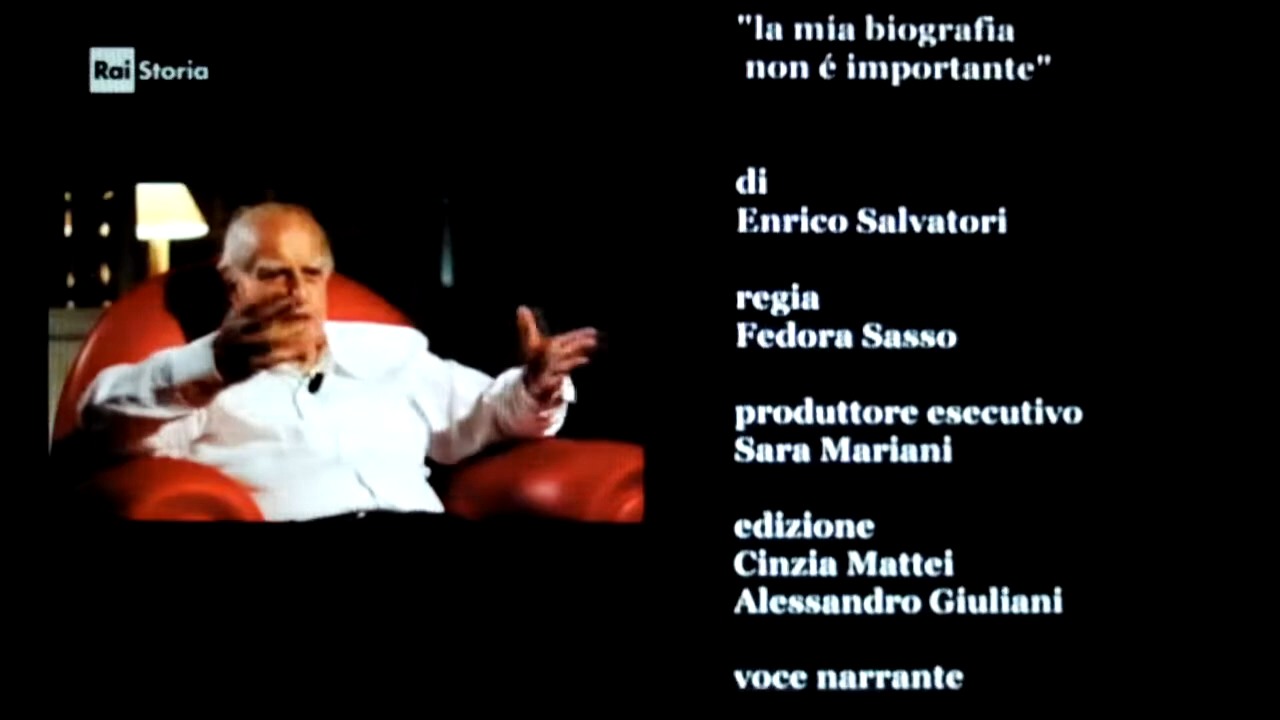 Rai Storia
"la mia biografia
non é importante"
di
Enrico Salvatori
regia
Fedora Sasso
produttore esecutivo
Sara Mariani
edizione
Cinzia Mattei
Alessandro Giuliani
voce narrante